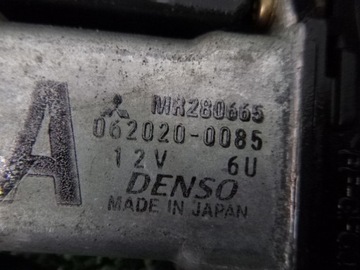 MR280665
062020-0085
12V 6U
A
DENSO
MADE IN JAPAN